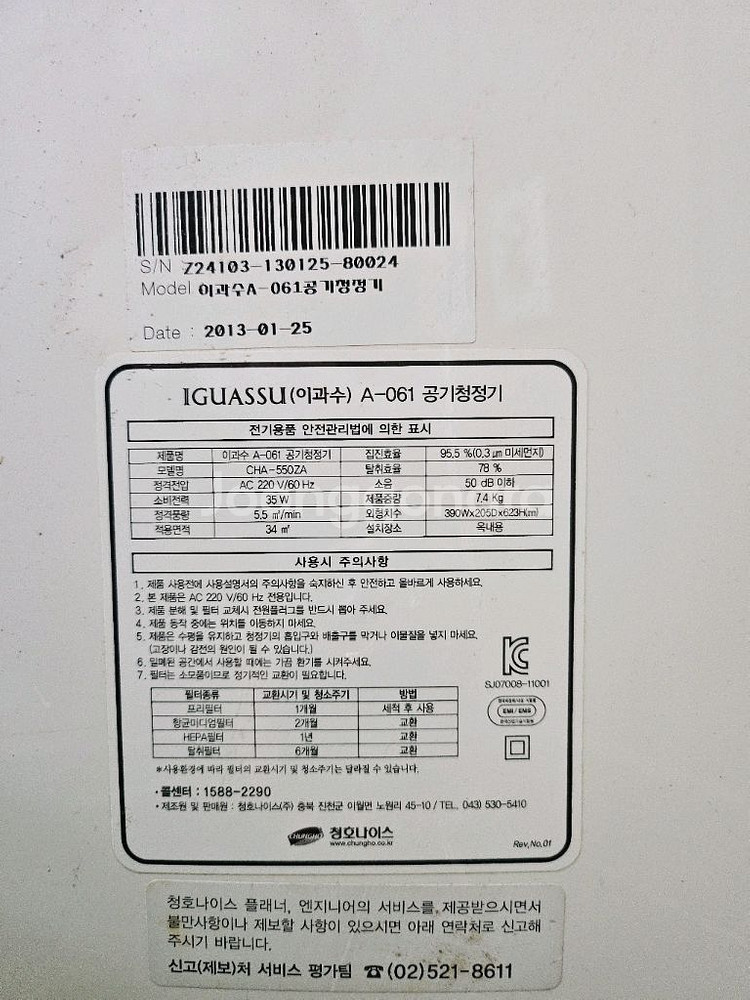 S/N Z24103-130125-80024
Model 이과수A-061공기청정기
Date : 2013-01-25
IGUASSU(이과수) A-061 공기청정기
전기용품 안전관리법에 의한 표시
제품명 이과수 A-061 공기청정기 집진효율 95.5 %(0.3 ㎛ 미세먼지)
모델명 CHA-550ZA 탈취효율 78 %
정격전압 AC 220 V/60 Hz 소음 50 dB 이하
소비전력 35 W 제품중량 7.4 Kg
정격풍량 5.5 ㎥/min 외형치수 390Wx205Dx623H(㎜)
적용면적 34 ㎡ 설치장소 옥내용
사용시 주의사항
1. 제품 사용전에 사용설명서의 주의사항을 숙지하신 후 안전하고 올바르게 사용하세요.
2. 본 제품은 AC 220 V/60 Hz 전용입니다.
3. 제품 분해 및 필터 교체시 전원플러그를 반드시 뽑아 주세요.
4. 제품 동작 중에는 위치를 이동하지 마세요.
5. 제품은 수평을 유지하고 청정기의 흡입구와 배출구를 막거나 이물질을 넣지 마세요.
(고장이나 감전의 원인이 될 수 있습니다.)
6. 밀폐된 공간에서 사용할 때에는 가끔 환기를 시켜주세요.
7. 필터는 소모품이므로 정기적인 교환이 필요합니다.
SJ07008-11001
EMI / EMS
필터종류 교환시기 및 청소주기 방법
프리필터 1개월 세척 후 사용
항균미디엄필터 2개월 교환
HEPA필터 1년 교환
탈취필터 6개월 교환
*사용환경에 따라 필터의 교환시기 및 청소주기는 달라질 수 있습니다.
·콜센터 : 1588-2290
·제조원 및 판매원 : 청호나이스(주) 충북 진천군 이월면 노원리 45-10 / TEL. 043) 530-5410
CHUNGHO 청호나이스
www.chungho.co.kr
Rev.No.01
청호나이스 플래너, 엔지니어의 서비스를 제공받으시면서
불만사항이나 제보할 사항이 있으시면 아래 연락처로 신고해
주시기 바랍니다.
신고(제보)처 서비스 평가팀 ☎(02)521-8611